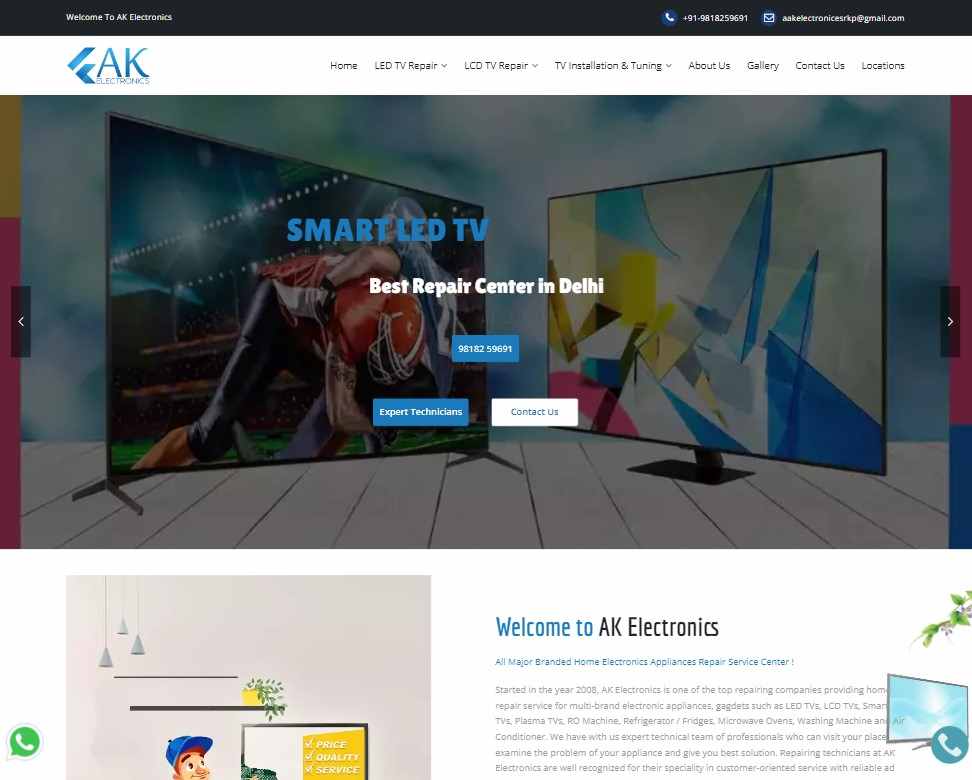 Welcome To AK Electronics
+91-9818259691
aakelectronicesrkp@gmail.com
AK
ELECTRONICS
Home
LED TV Repair
LCD TV Repair
TV Installation & Tuning
About Us
Gallery
Contact Us
Locations
SMART LED TV
Best Repair Center in Delhi
98182 59691
Expert Technicians
Contact Us
Welcome to AK Electronics
All Major Branded Home Electronics Appliances Repair Service Center !
Started in the year 2008, AK Electronics is one of the top repairing companies providing home
repair service for multi-brand electronic appliances, gagdets such as LED TVs, LCD TVs, Smart
TVs, Plasma TVs, RO Machine, Refrigerator / Fridges, Microwave Ovens, Washing Machine and Air
Conditioner. We have with us expert technical team of professionals who can visit your place
examine the problem of your appliance and give you best solution. Repairing technicians at AK
Electronics are well recognized for their speciality in customer-oriented service with reliable ad
PRICE
QUALITY
SERVICE